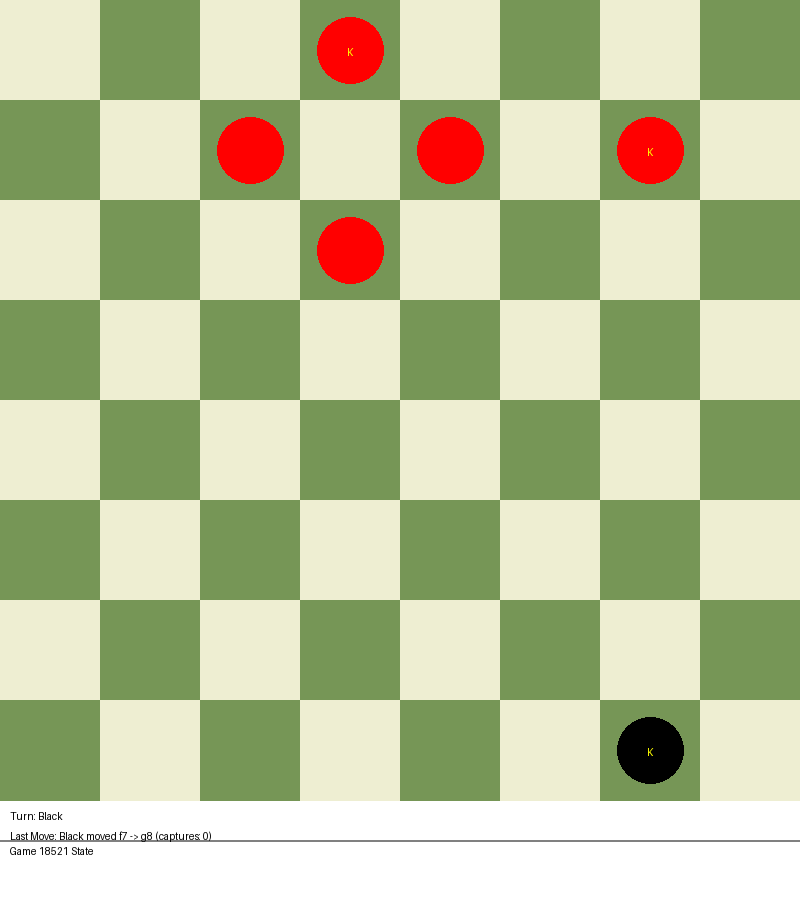 K
K
K
Turn: Black
Last Move: Black moved f7 -> g8 (captures: 0)
Game 18521 State